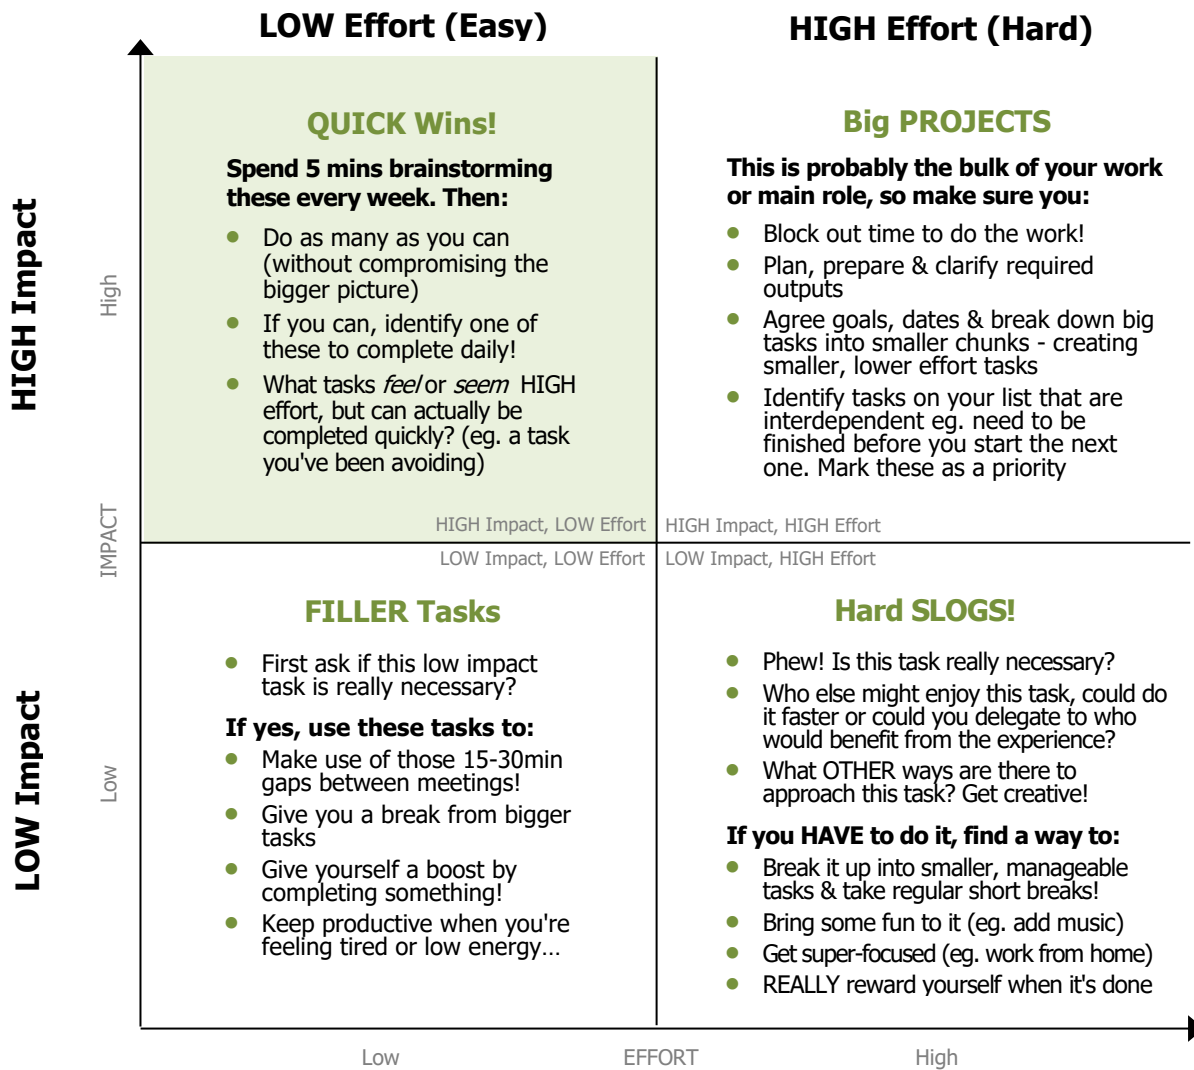 LOW Effort (Easy)
HIGH Effort (Hard)
HIGH Impact
High
IMPACT
LOW Impact
Low
QUICK Wins!
Spend 5 mins brainstorming
these every week. Then:
Do as many as you can
(without compromising the
bigger picture)
If you can, identify one of
these to complete daily!
What tasks feel or seem HIGH
effort, but can actually be
completed quickly? (eg. a task
you've been avoiding)
HIGH Impact, LOW Effort
Big PROJECTS
This is probably the bulk of your work
or main role, so make sure you:
Block out time to do the work!
Plan, prepare & clarify required
outputs
Agree goals, dates & break down big
tasks into smaller chunks - creating
smaller, lower effort tasks
Identify tasks on your list that are
interdependent eg. need to be
finished before you start the next
one. Mark these as a priority
HIGH Impact, HIGH Effort
LOW Impact, LOW Effort
FILLER Tasks
First ask if this low impact
task is really necessary?
If yes, use these tasks to:
Make use of those 15-30min
gaps between meetings!
Give you a break from bigger
tasks
Give yourself a boost by
completing something!
Keep productive when you're
feeling tired or low energy…
LOW Impact, HIGH Effort
Hard SLOGS!
Phew! Is this task really necessary?
Who else might enjoy this task, could do
it faster or could you delegate to who
would benefit from the experience?
What OTHER ways are there to
approach this task? Get creative!
If you HAVE to do it, find a way to:
Break it up into smaller, manageable
tasks & take regular short breaks!
Bring some fun to it (eg. add music)
Get super-focused (eg. work from home)
REALLY reward yourself when it's done
Low
EFFORT
High